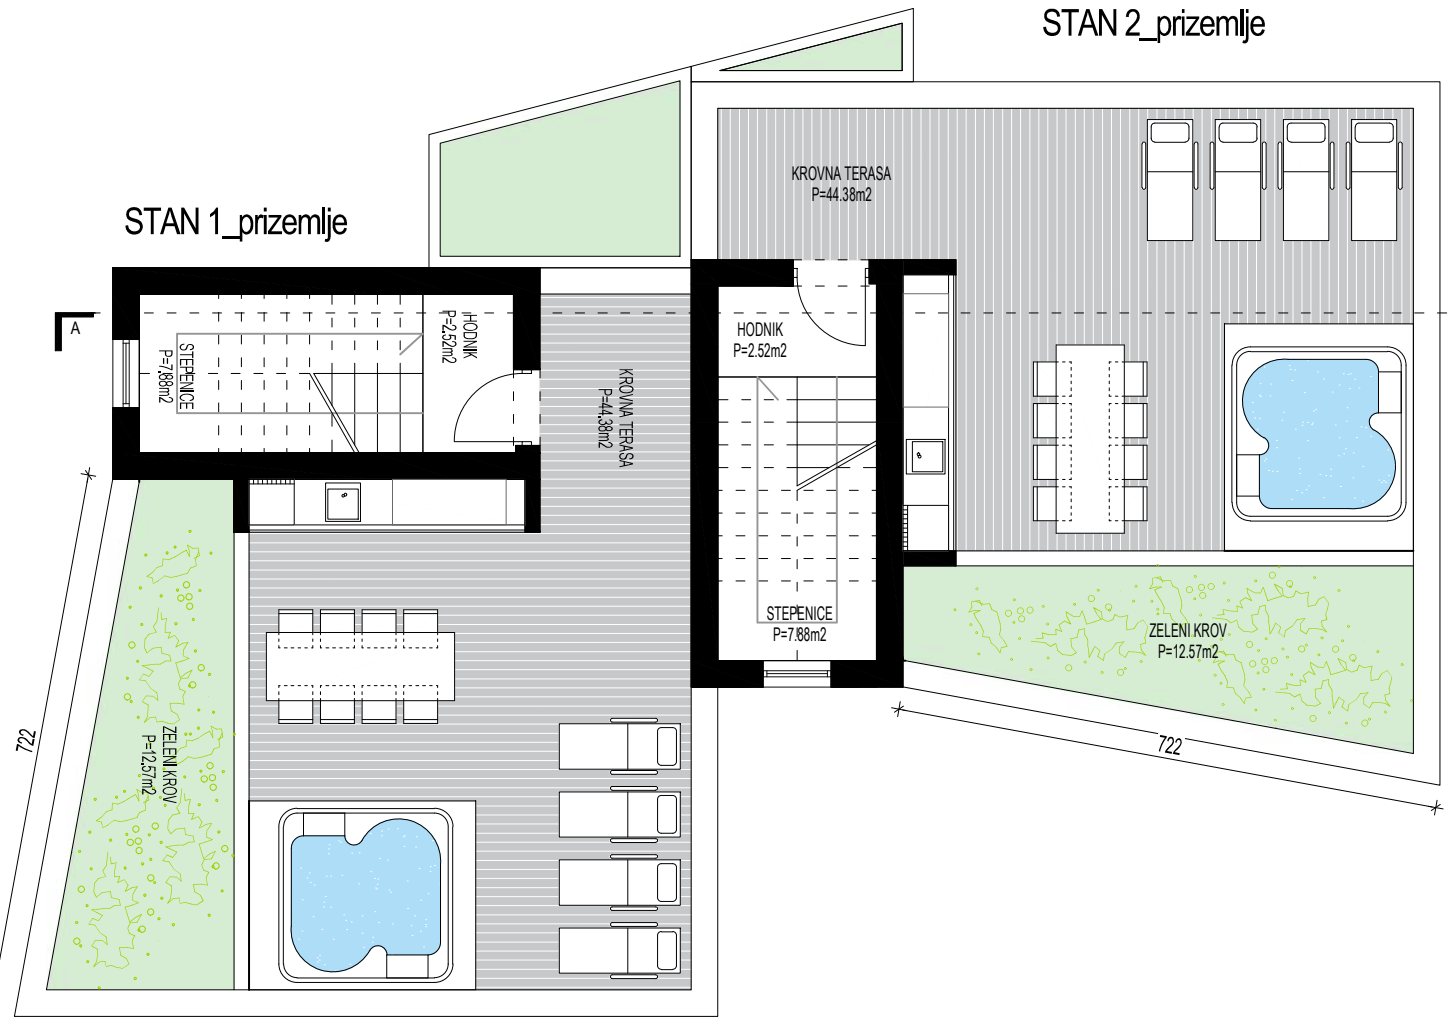 STAN 2_prizemlje
KROVNA TERASA
P=44.38m2
STAN 1_prizemlje
A
HODNIK
P=2.52m2
STEPENICE
P=7.88m2
KROVNA TERASA
P=44.38m2
HODNIK
P=2.52m2
STEPENICE
P=7.88m2
ZELENI KROV
P=12.57m2
722
ZELENI KROV
P=12.57m2
722